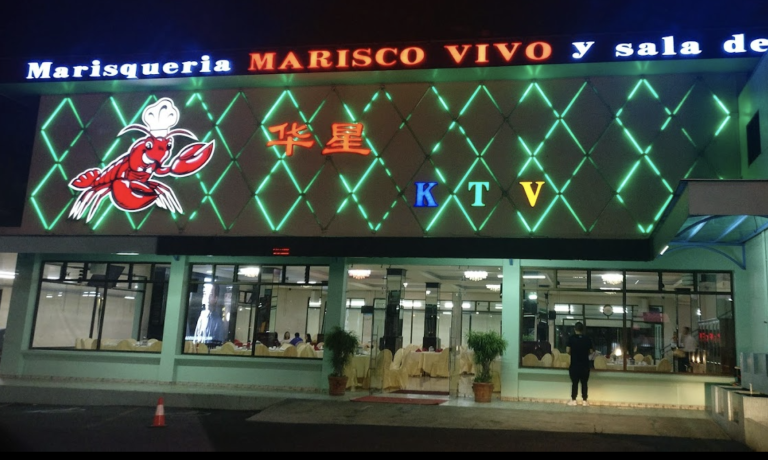 Marisqueria MARISCO VIVO y sala de
华星
KTV